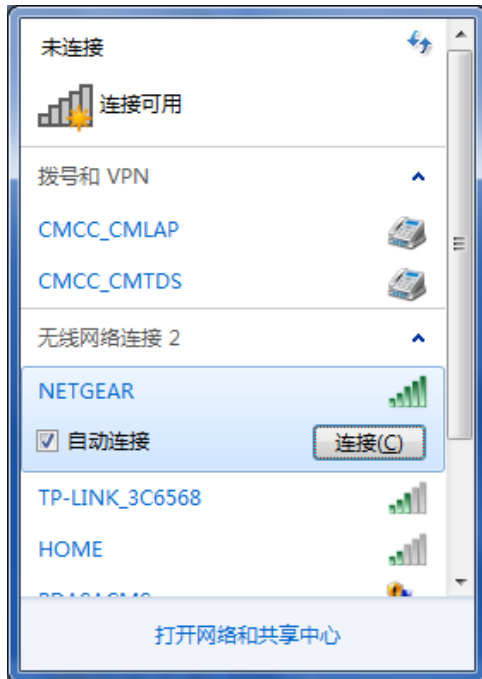 未连接
连接可用
拨号和 VPN
CMCC_CMLAP
CMCC_CMTDS
无线网络连接 2
NETGEAR
自动连接
连接(C)
TP-LINK_3C6568
HOME
打开网络和共享中心